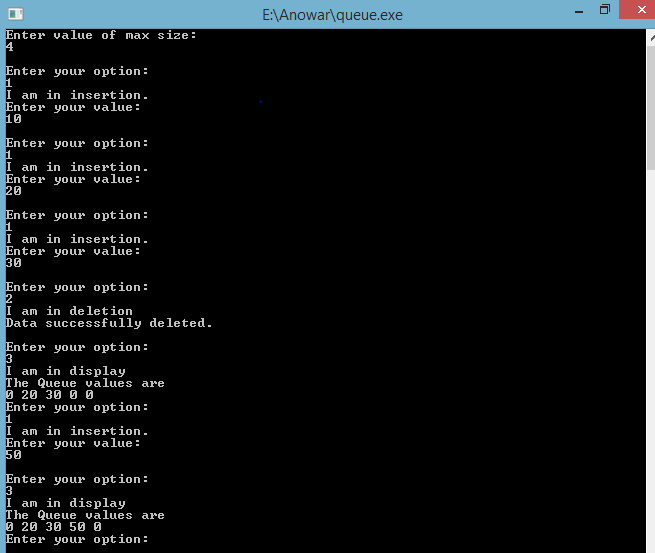 E:\Anowar\queue.exe
Enter value of max size:
4
Enter your option:
1
I am in insertion.
Enter your value:
10
Enter your option:
1
I am in insertion.
Enter your value:
20
Enter your option:
1
I am in insertion.
Enter your value:
30
Enter your option:
2
I am in deletion
Data successfully deleted.
Enter your option:
3
I am in display
The Queue values are
0 20 30 0 0
Enter your option:
1
I am in insertion.
Enter your value:
50
Enter your option:
3
I am in display
The Queue values are
0 20 30 50 0
Enter your option: